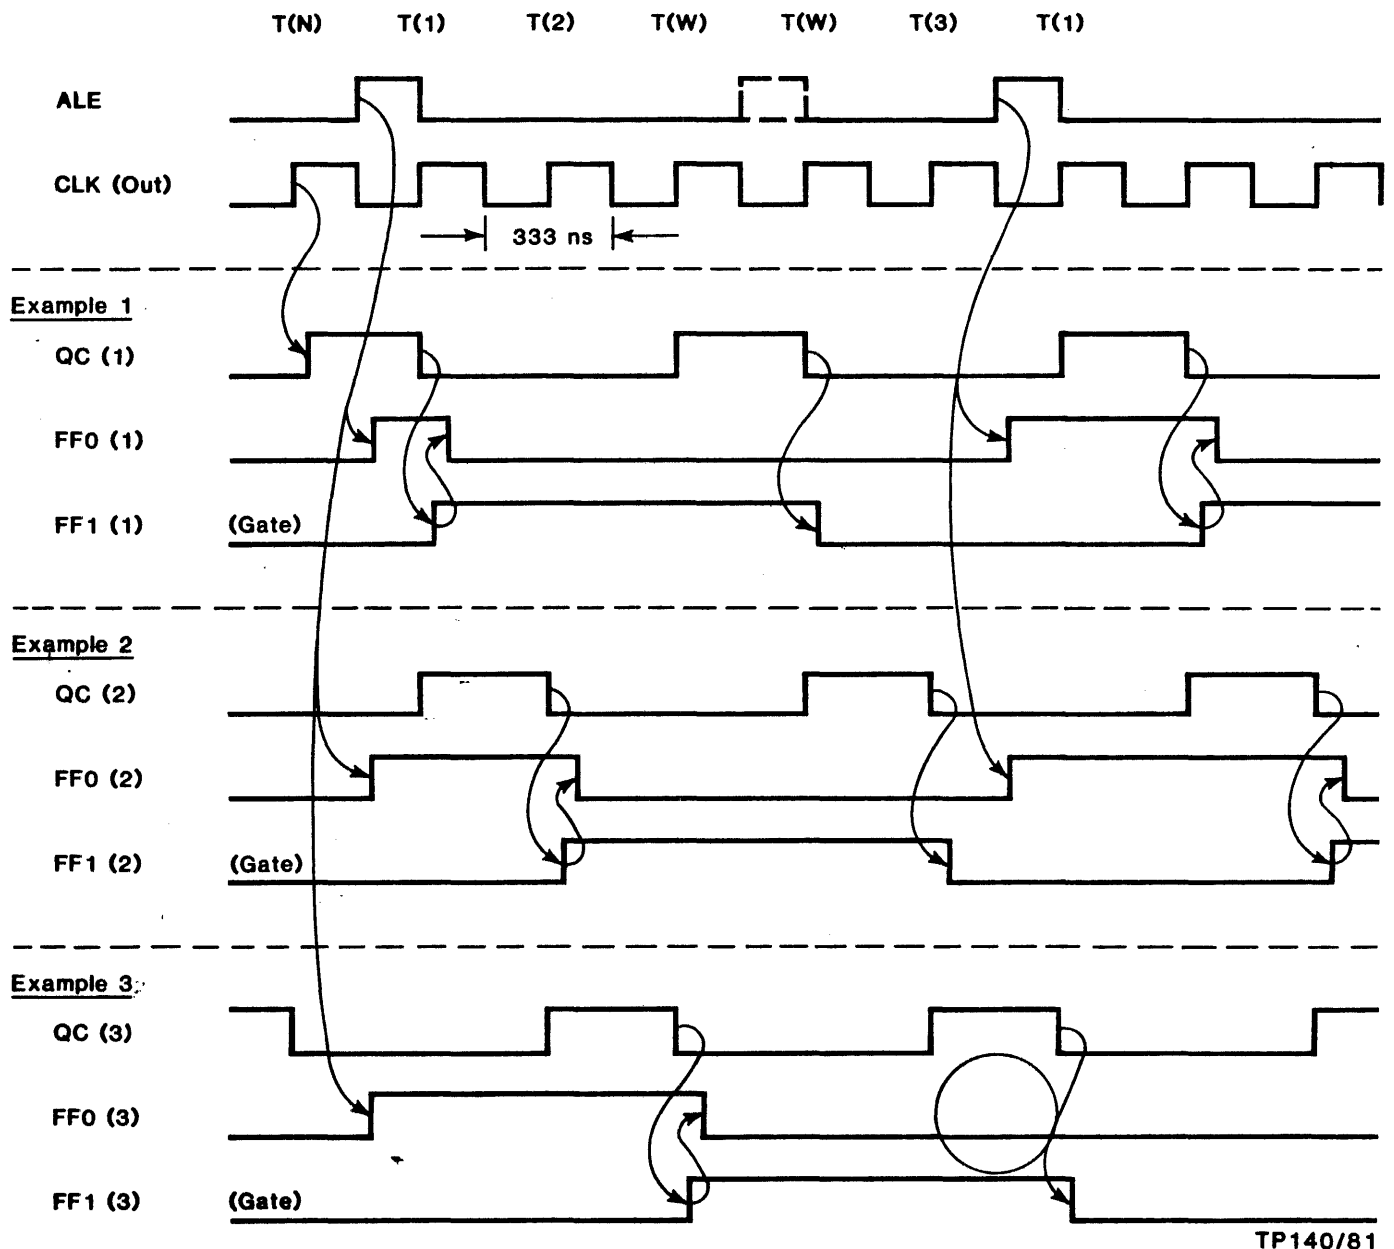 T(N) T(1) T(2) T(W) T(W) T(3) T(1)
ALE
CLK (Out)
333 ns
Example 1
QC (1)
FF0 (1)
FF1 (1) (Gate)
Example 2
QC (2)
FF0 (2)
FF1 (2) (Gate)
Example 3
QC (3)
FF0 (3)
FF1 (3) (Gate)
TP140/81